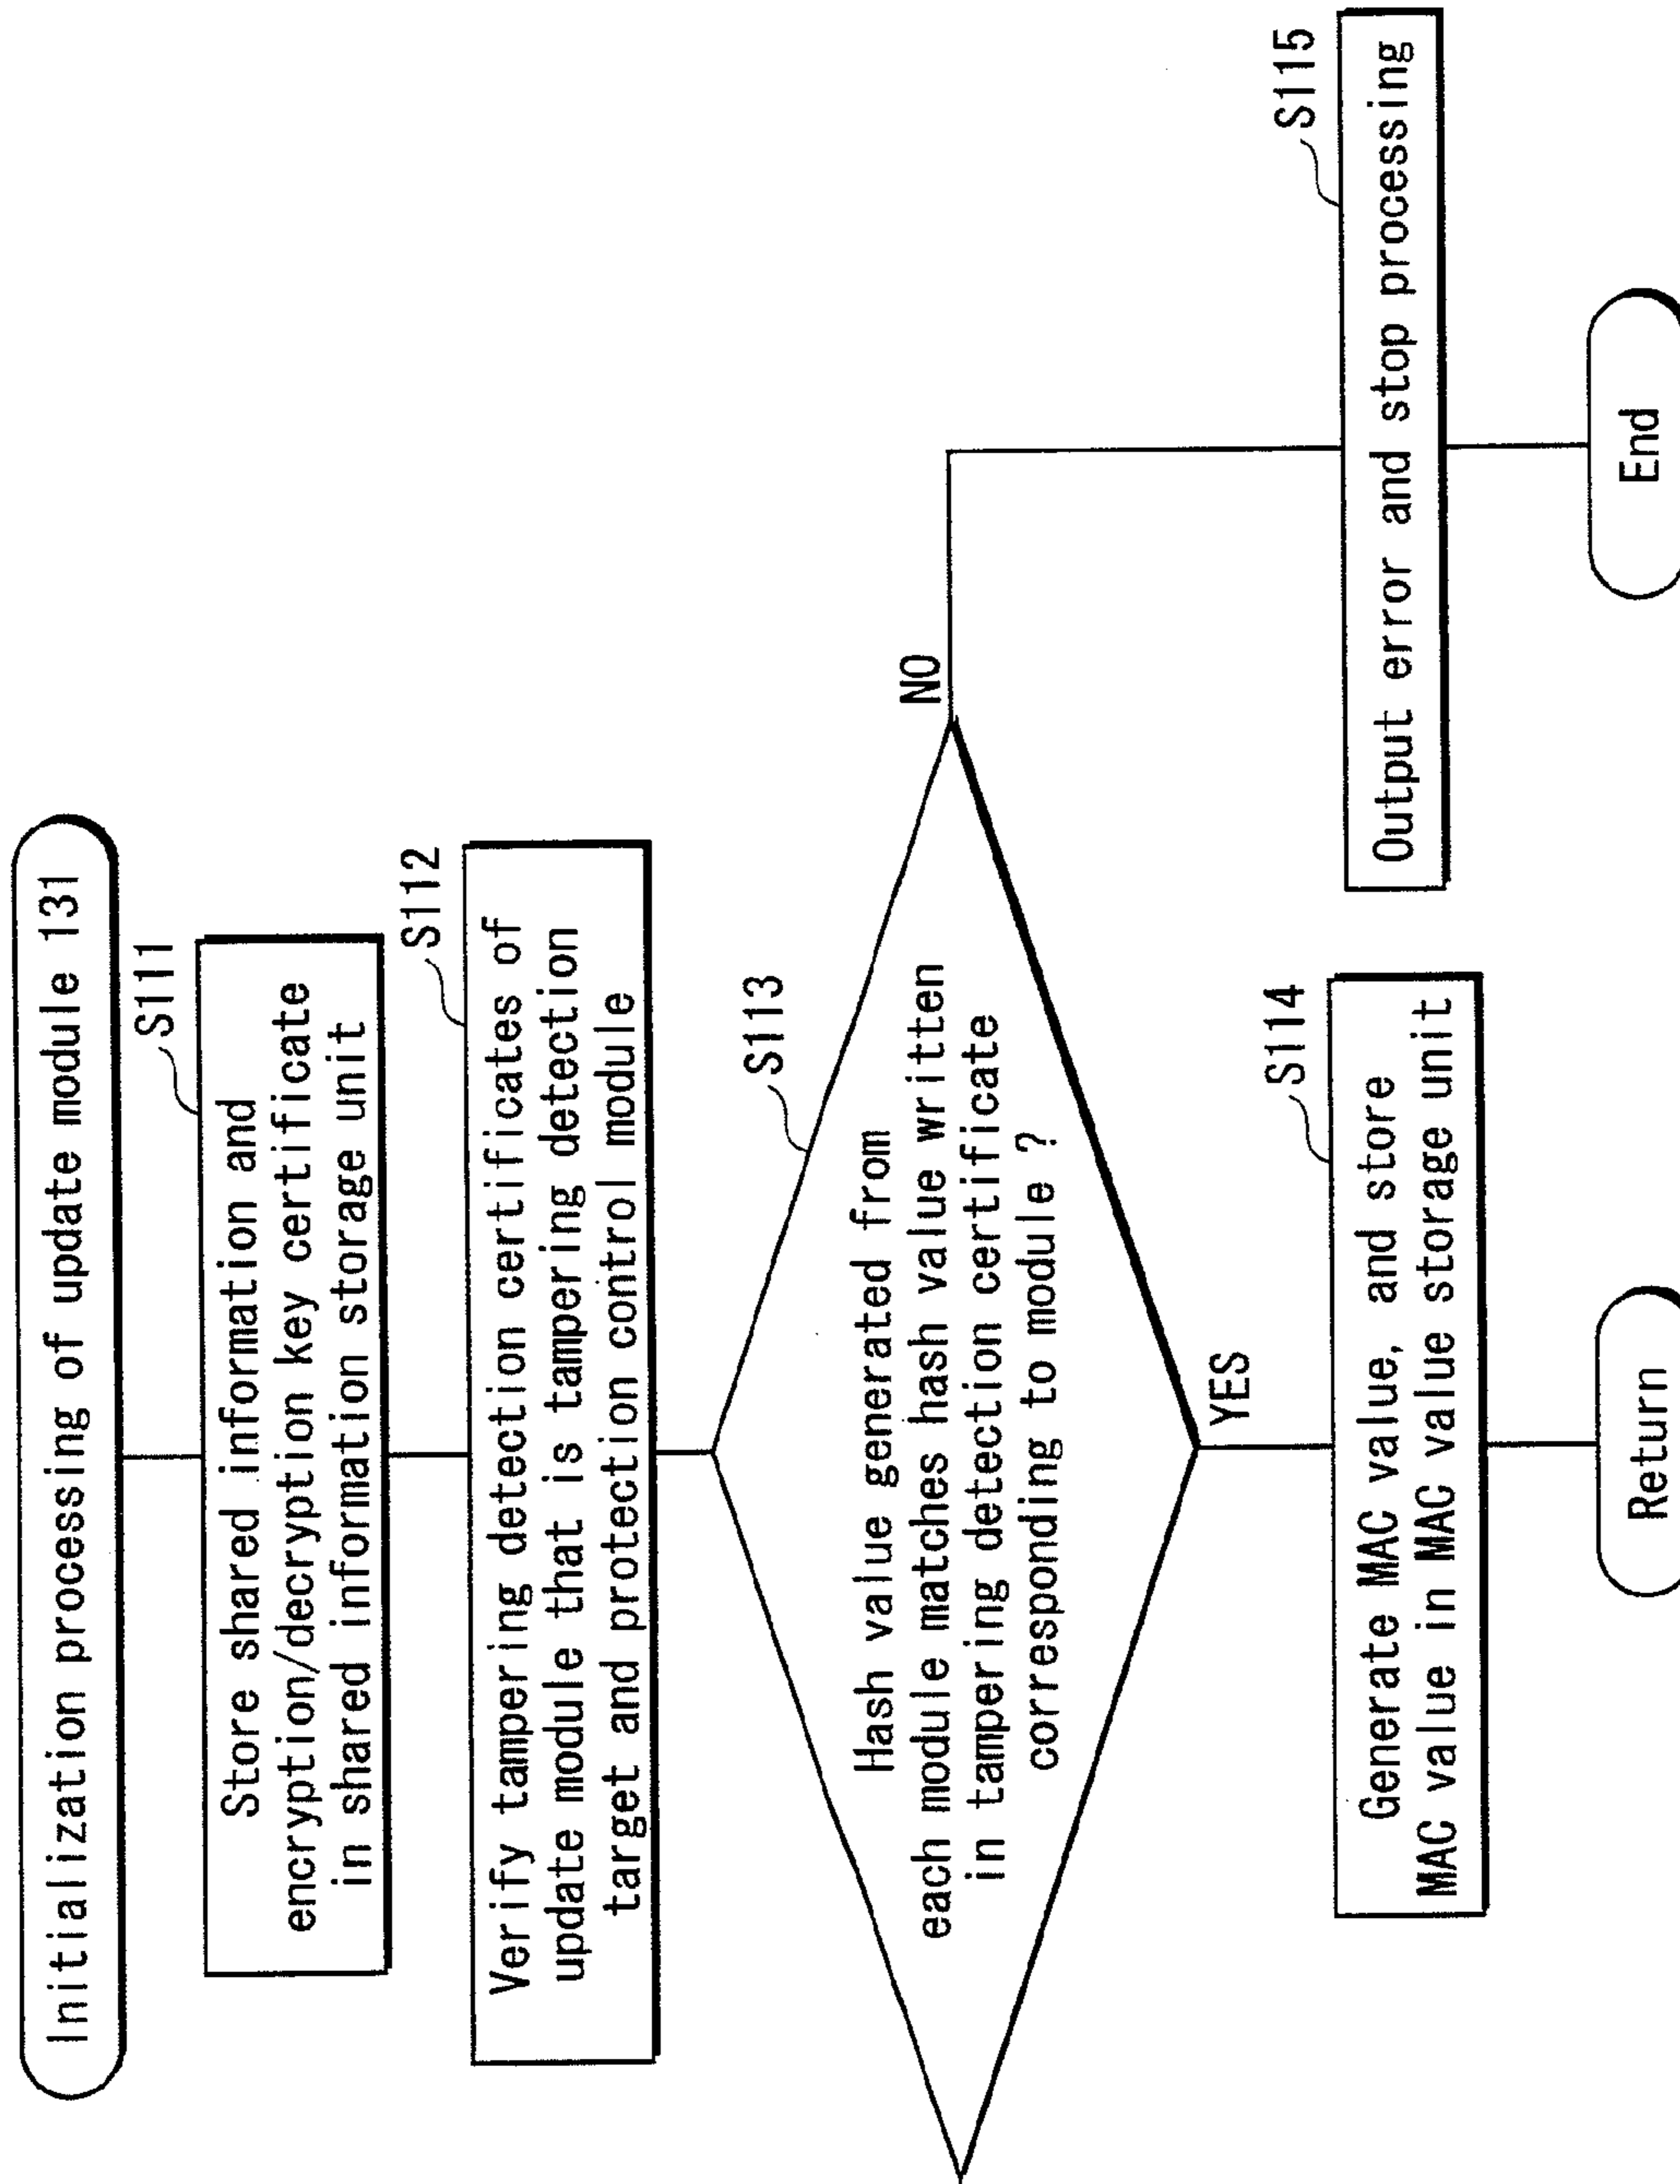 Initialization processing of update module 131
S111
Store shared information and
encryption/decryption key certificate
in shared information storage unit
S112
Verify tampering detection certificates of
update module that is tampering detection
target and protection control module
S113
Hash value generated from
each module matches hash value written
in tampering detection certificate
corresponding to module ?
NO
YES
S114
Generate MAC value, and store
MAC value in MAC value storage unit
Return
S115
Output error and stop processing
End